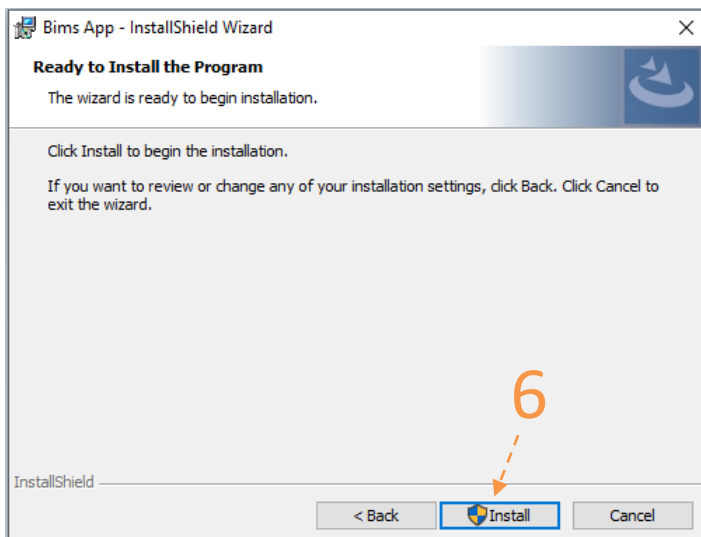 Bims App - InstallShield Wizard
Ready to Install the Program
The wizard is ready to begin installation.
Click Install to begin the installation.
If you want to review or change any of your installation settings, click Back. Click Cancel to
exit the wizard.
6
InstallShield
< Back
Install
Cancel